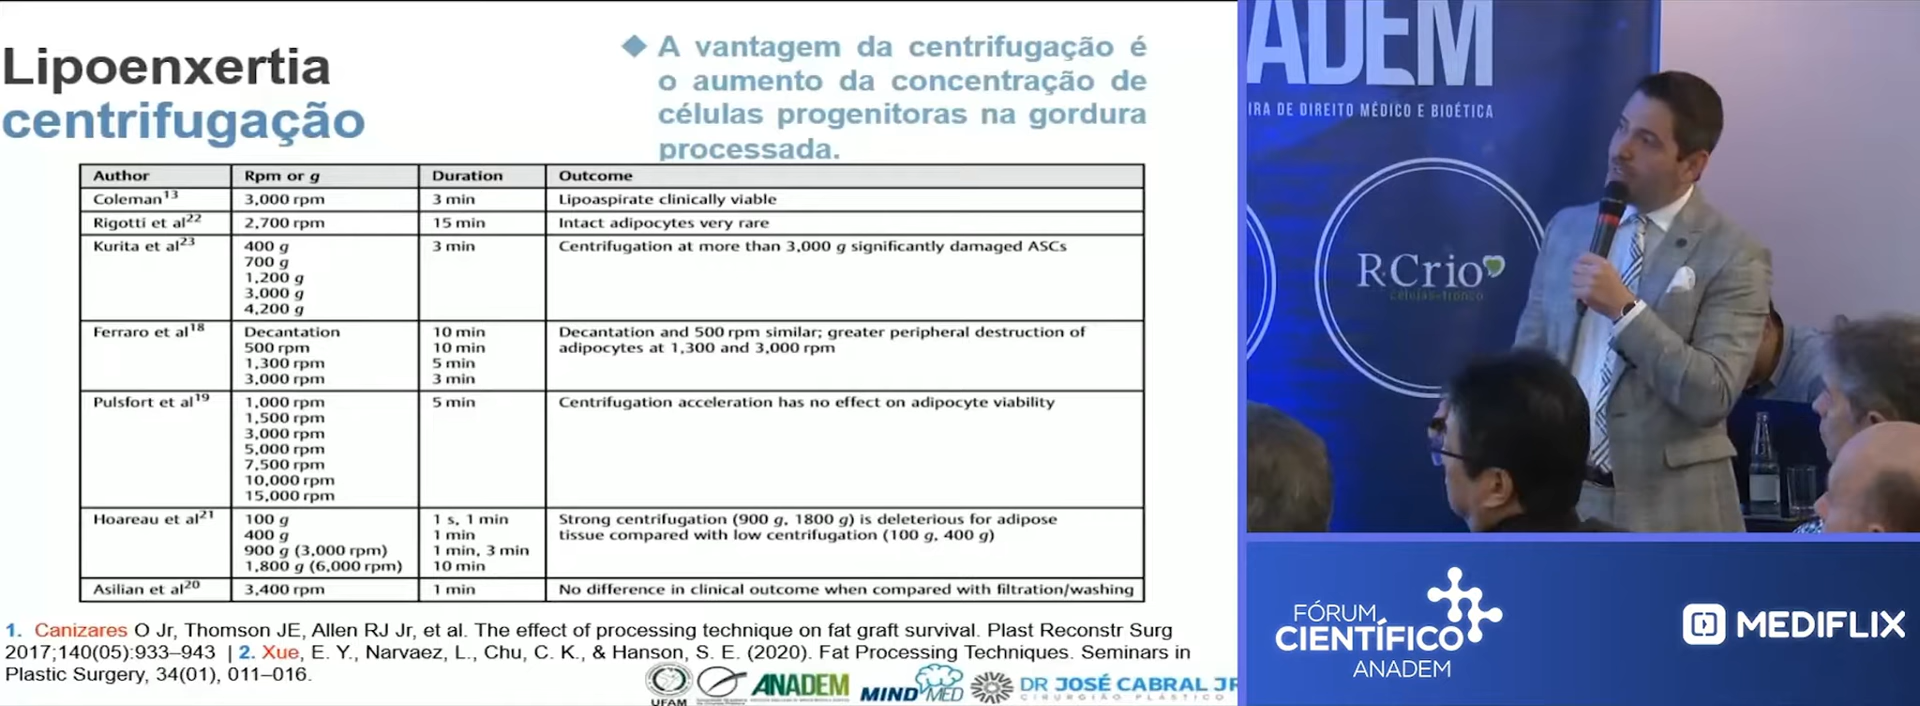 Lipoenxertia
centrifugação
◆ A vantagem da centrifugação é
o aumento da concentração de
células progenitoras na gordura
processada.
Author Rpm or g Duration Outcome
Coleman13 3,000 rpm 3 min Lipoaspirate clinically viable
Rigotti et al22 2,700 rpm 15 min Intact adipocytes very rare
Kurita et al23 400 g 3 min Centrifugation at more than 3,000 g significantly damaged ASCs
700 g
1,200 g
3,000 g
4,200 g
Ferraro et al18 Decantation 10 min Decantation and 500 rpm similar; greater peripheral destruction of
500 rpm 10 min adipocytes at 1,300 and 3,000 rpm
1,300 rpm 5 min
3,000 rpm 3 min
Pulsfort et al19 1,000 rpm 5 min Centrifugation acceleration has no effect on adipocyte viability
1,500 rpm
3,000 rpm
5,000 rpm
7,500 rpm
10,000 rpm
15,000 rpm
Hoareau et al21 100 g 1 s, 1 min Strong centrifugation (900 g, 1800 g) is deleterious for adipose
400 g 1 min tissue compared with low centrifugation (100 g, 400 g)
900 g (3,000 rpm) 1 min, 3 min
1,800 g (6,000 rpm) 10 min
Asilian et al20 3,400 rpm 1 min No difference in clinical outcome when compared with filtration/washing
1. Canizares O Jr, Thomson JE, Allen RJ Jr, et al. The effect of processing technique on fat graft survival. Plast Reconstr Surg
2017;140(05):933–943 | 2. Xue, E. Y., Narvaez, L., Chu, C. K., & Hanson, S. E. (2020). Fat Processing Techniques. Seminars in
Plastic Surgery, 34(01), 011–016.
UFAM
ANADEM
MINDMED
DR JOSÉ CABRAL JR
CIRURGIÃO PLÁSTICO
ADEM
IRA DE DIREITO MÉDICO E BIOÉTICA
R·Crio
células-tronco
FÓRUM
CIENTÍFICO
ANADEM
MEDIFLIX